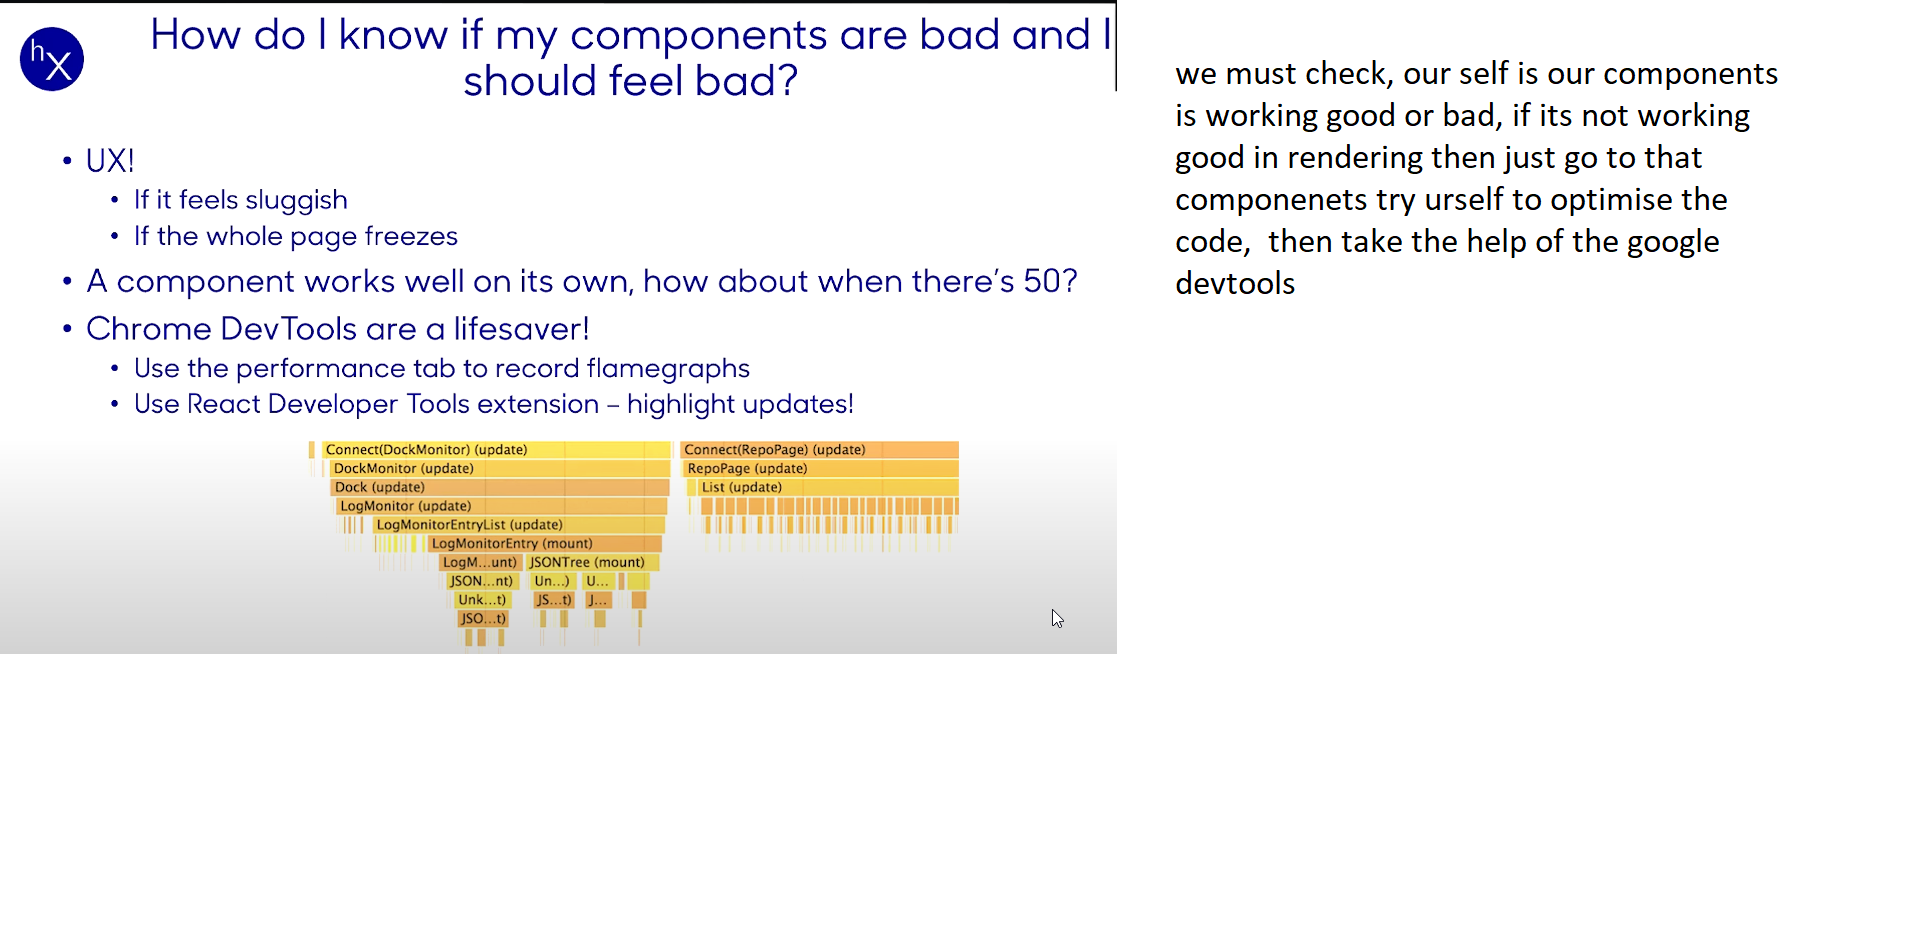 hX
How do I know if my components are bad and I
should feel bad?
• UX!
• If it feels sluggish
• If the whole page freezes
• A component works well on its own, how about when there's 50?
• Chrome DevTools are a lifesaver!
• Use the performance tab to record flamegraphs
• Use React Developer Tools extension – highlight updates!
Connect(DockMonitor) (update)
DockMonitor (update)
Dock (update)
LogMonitor (update)
LogMonitorEntryList (update)
LogMonitorEntry (mount)
LogM...unt) JSONTree (mount)
JSON...nt) Un...) U...
Unk...t) JS...t) J...
JSO...t)
Connect(RepoPage) (update)
RepoPage (update)
List (update)
we must check, our self is our components
is working good or bad, if its not working
good in rendering then just go to that
componenets try urself to optimise the
code,  then take the help of the google
devtools